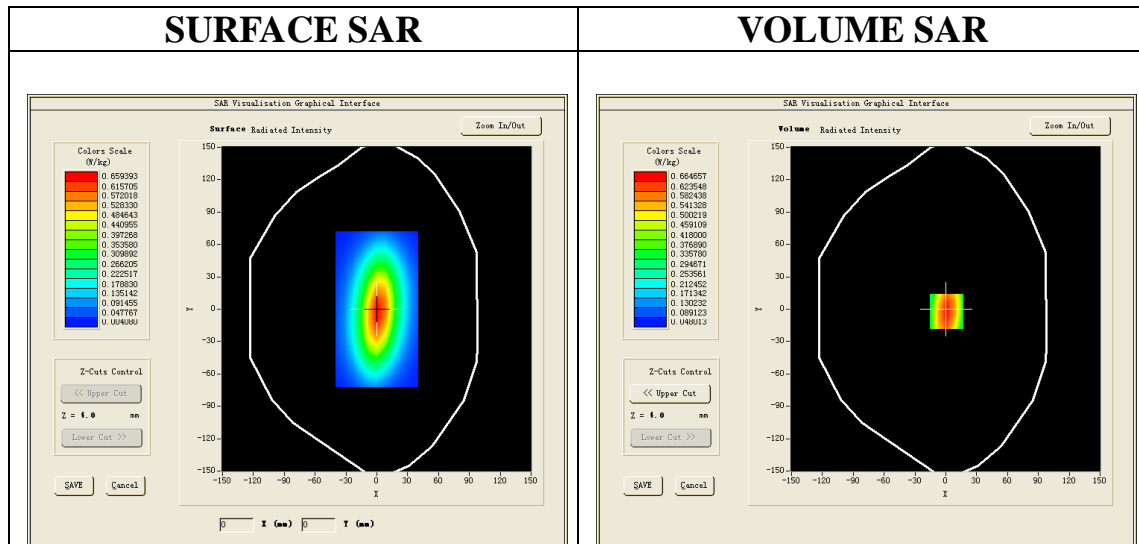 SURFACE SAR
VOLUME SAR
SAR Visualisation Graphical Interface
Surface Radiated Intensity
Zoom In/Out
Colors Scale
(W/kg)
0.659393
0.615705
0.572018
0.528330
0.484643
0.440955
0.397268
0.353580
0.309892
0.266205
0.222517
0.178830
0.135142
0.091455
0.047767
0.004080
Z-Cuts Control
<< Upper Cut
Z = 4.0 mm
Lower Cut >>
SAVE Cancel
150
120
90
60
30
0
-30
-60
-90
-120
-150
Y
-150 -120 -90 -60 -30 0 30 60 90 120 150
X
0 X (mm) 0 Y (mm)
SAR Visualisation Graphical Interface
Volume Radiated Intensity
Zoom In/Out
Colors Scale
(W/kg)
0.664657
0.623548
0.582438
0.541328
0.500219
0.459109
0.418000
0.376890
0.335780
0.294671
0.253561
0.212452
0.171342
0.130232
0.089123
0.048013
Z-Cuts Control
<< Upper Cut
Z = 4.0 mm
Lower Cut >>
SAVE Cancel
150
120
90
60
30
0
-30
-60
-90
-120
-150
Y
-150 -120 -90 -60 -30 0 30 60 90 120 150
X